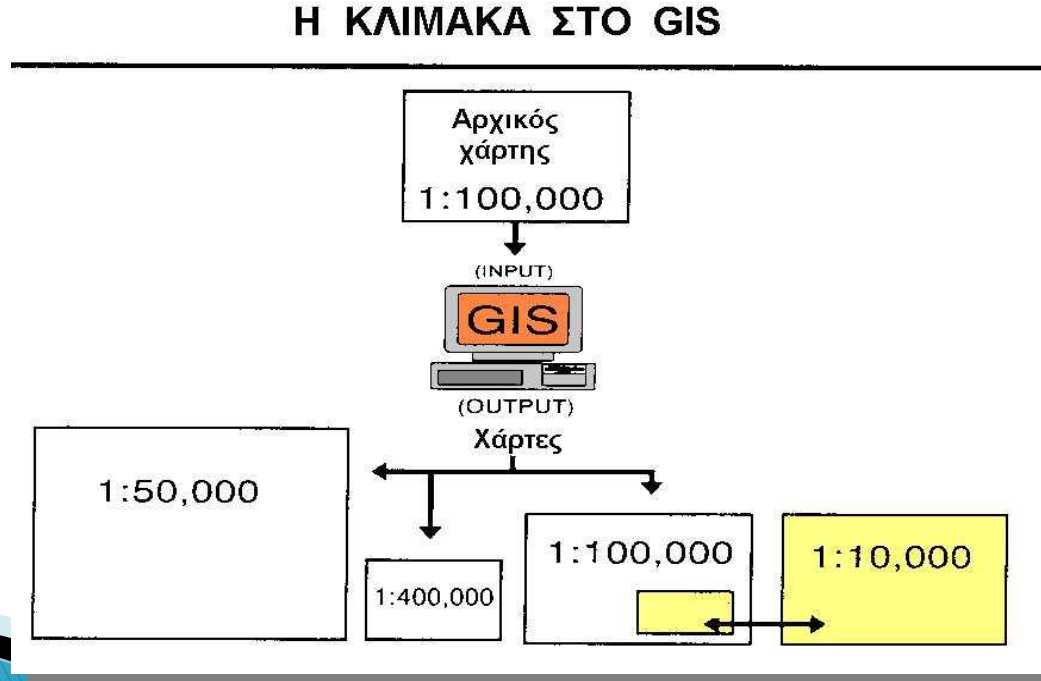 Η ΚΛΙΜΑΚΑ ΣΤΟ GIS
Αρχικός
χάρτης
1:100,000
(INPUT)
GIS
(OUTPUT)
Χάρτες
1:50,000
1:400,000
1:100,000
1:10,000